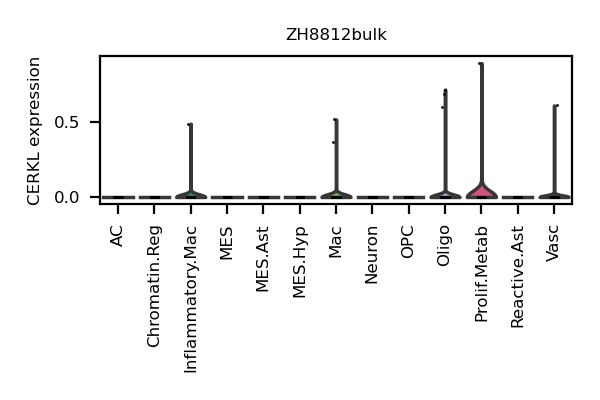 ZH8812bulk
CERKL expression
0.5
0.0
AC
Chromatin.Reg
Inflammatory.Mac
MES
MES.Ast
MES.Hyp
Mac
Neuron
OPC
Oligo
Prolif.Metab
Reactive.Ast
Vasc